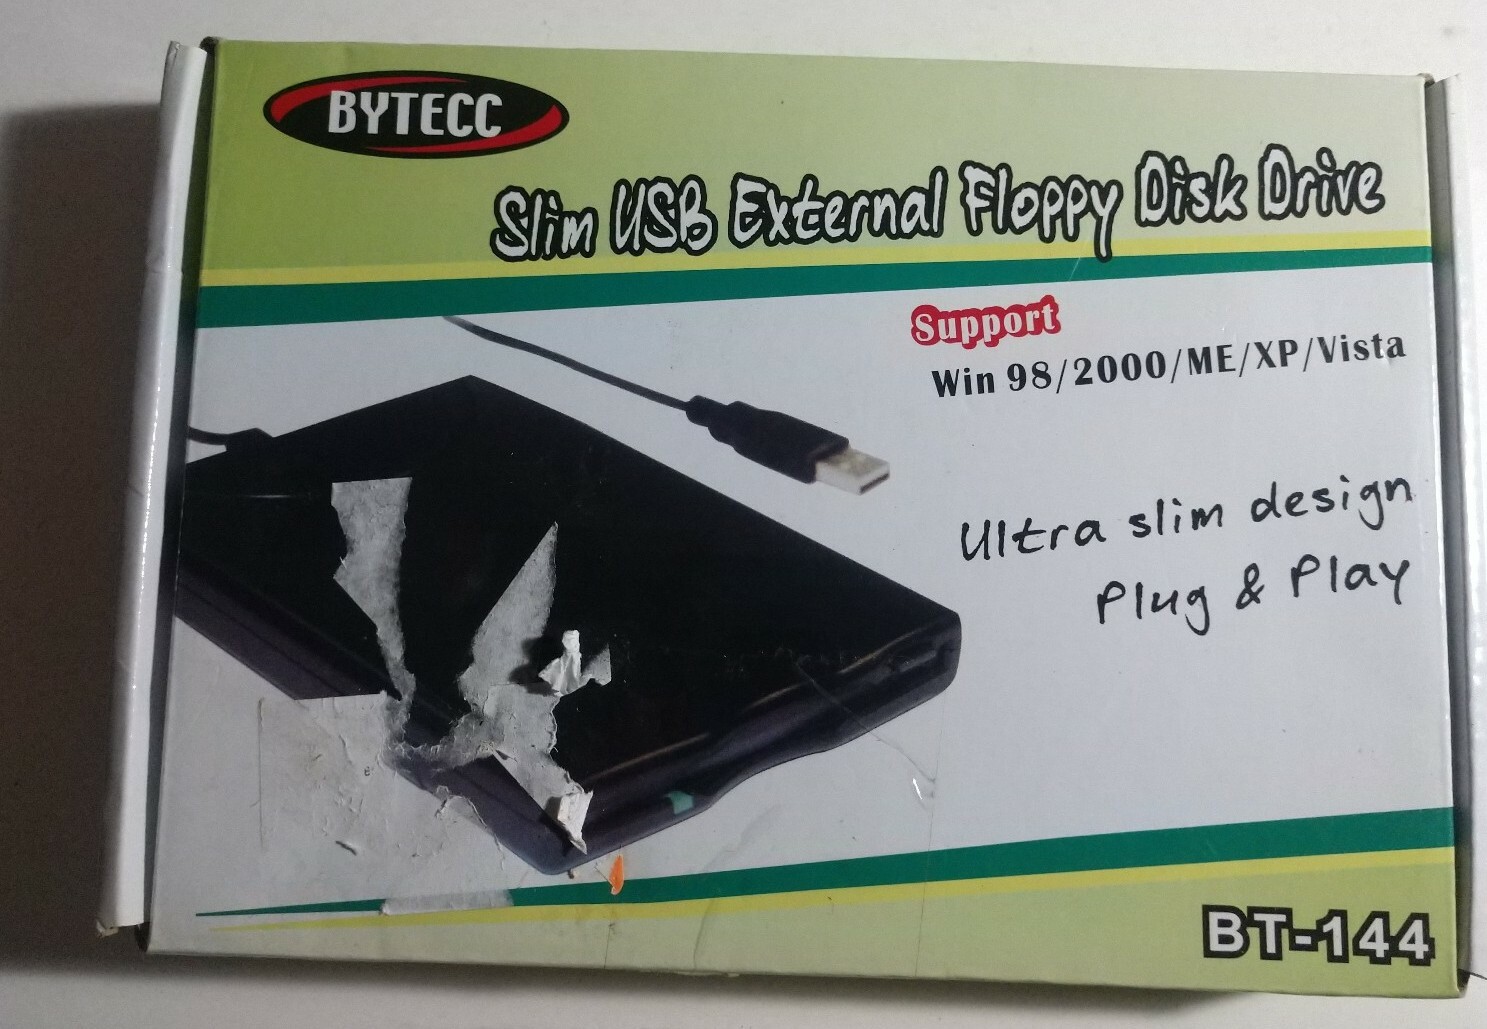 BYTECC
Slim USB External Floppy Disk Drive
Support
Win 98/2000/ME/XP/Vista
Ultra slim design
Plug & Play
BT-144